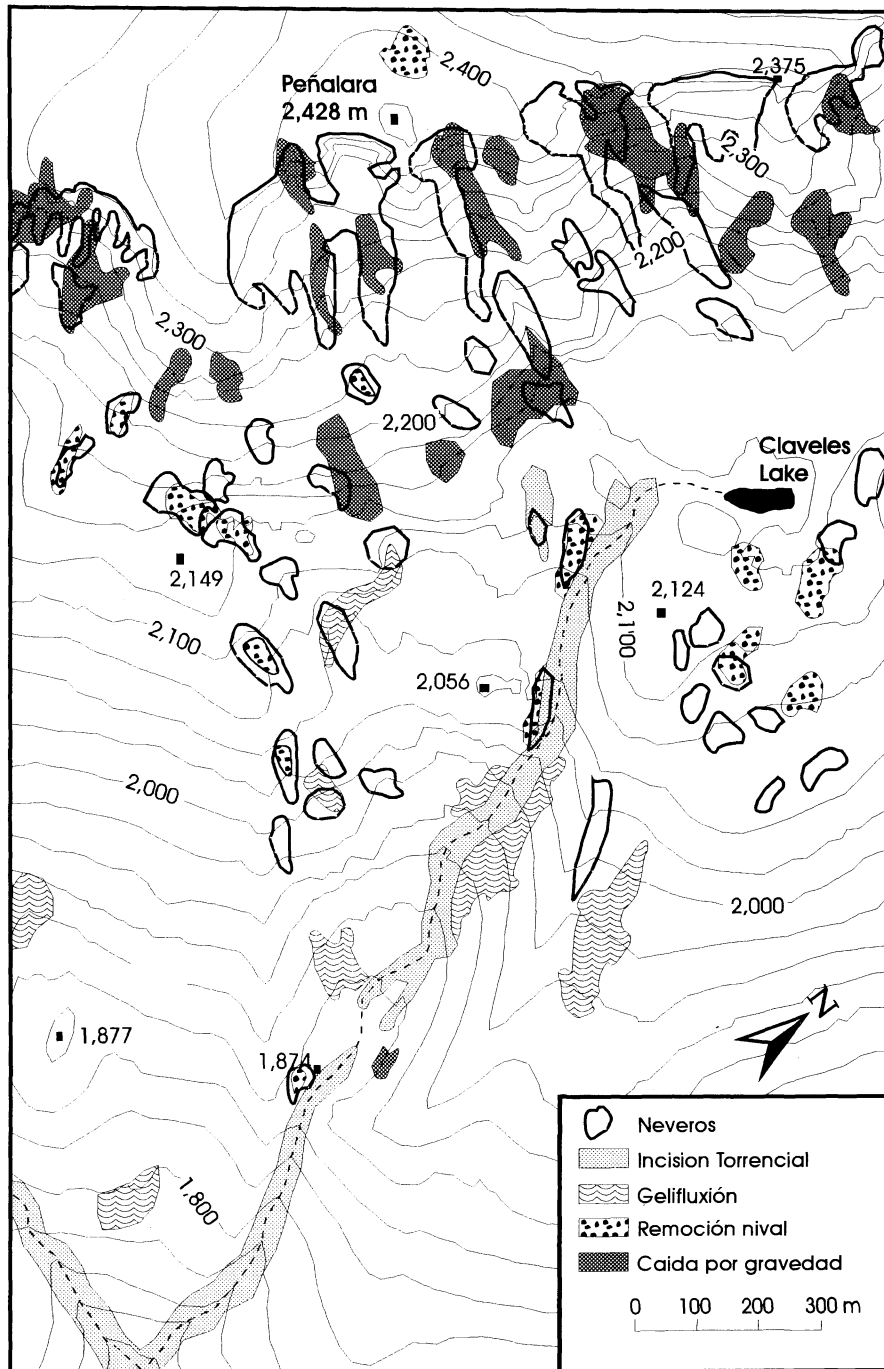 2,400
2,375
Peñalara
2,428 m
2,300
2,200
2,300
2,200
Claveles
Lake
2,149
2,124
2,100
2,1'00
2,056
2,000
2,000
N
1,877
1,874
1,800
Neveros
Incision Torrencial
Gelifluxión
Remoción nival
Caida por gravedad
0 100 200 300 m